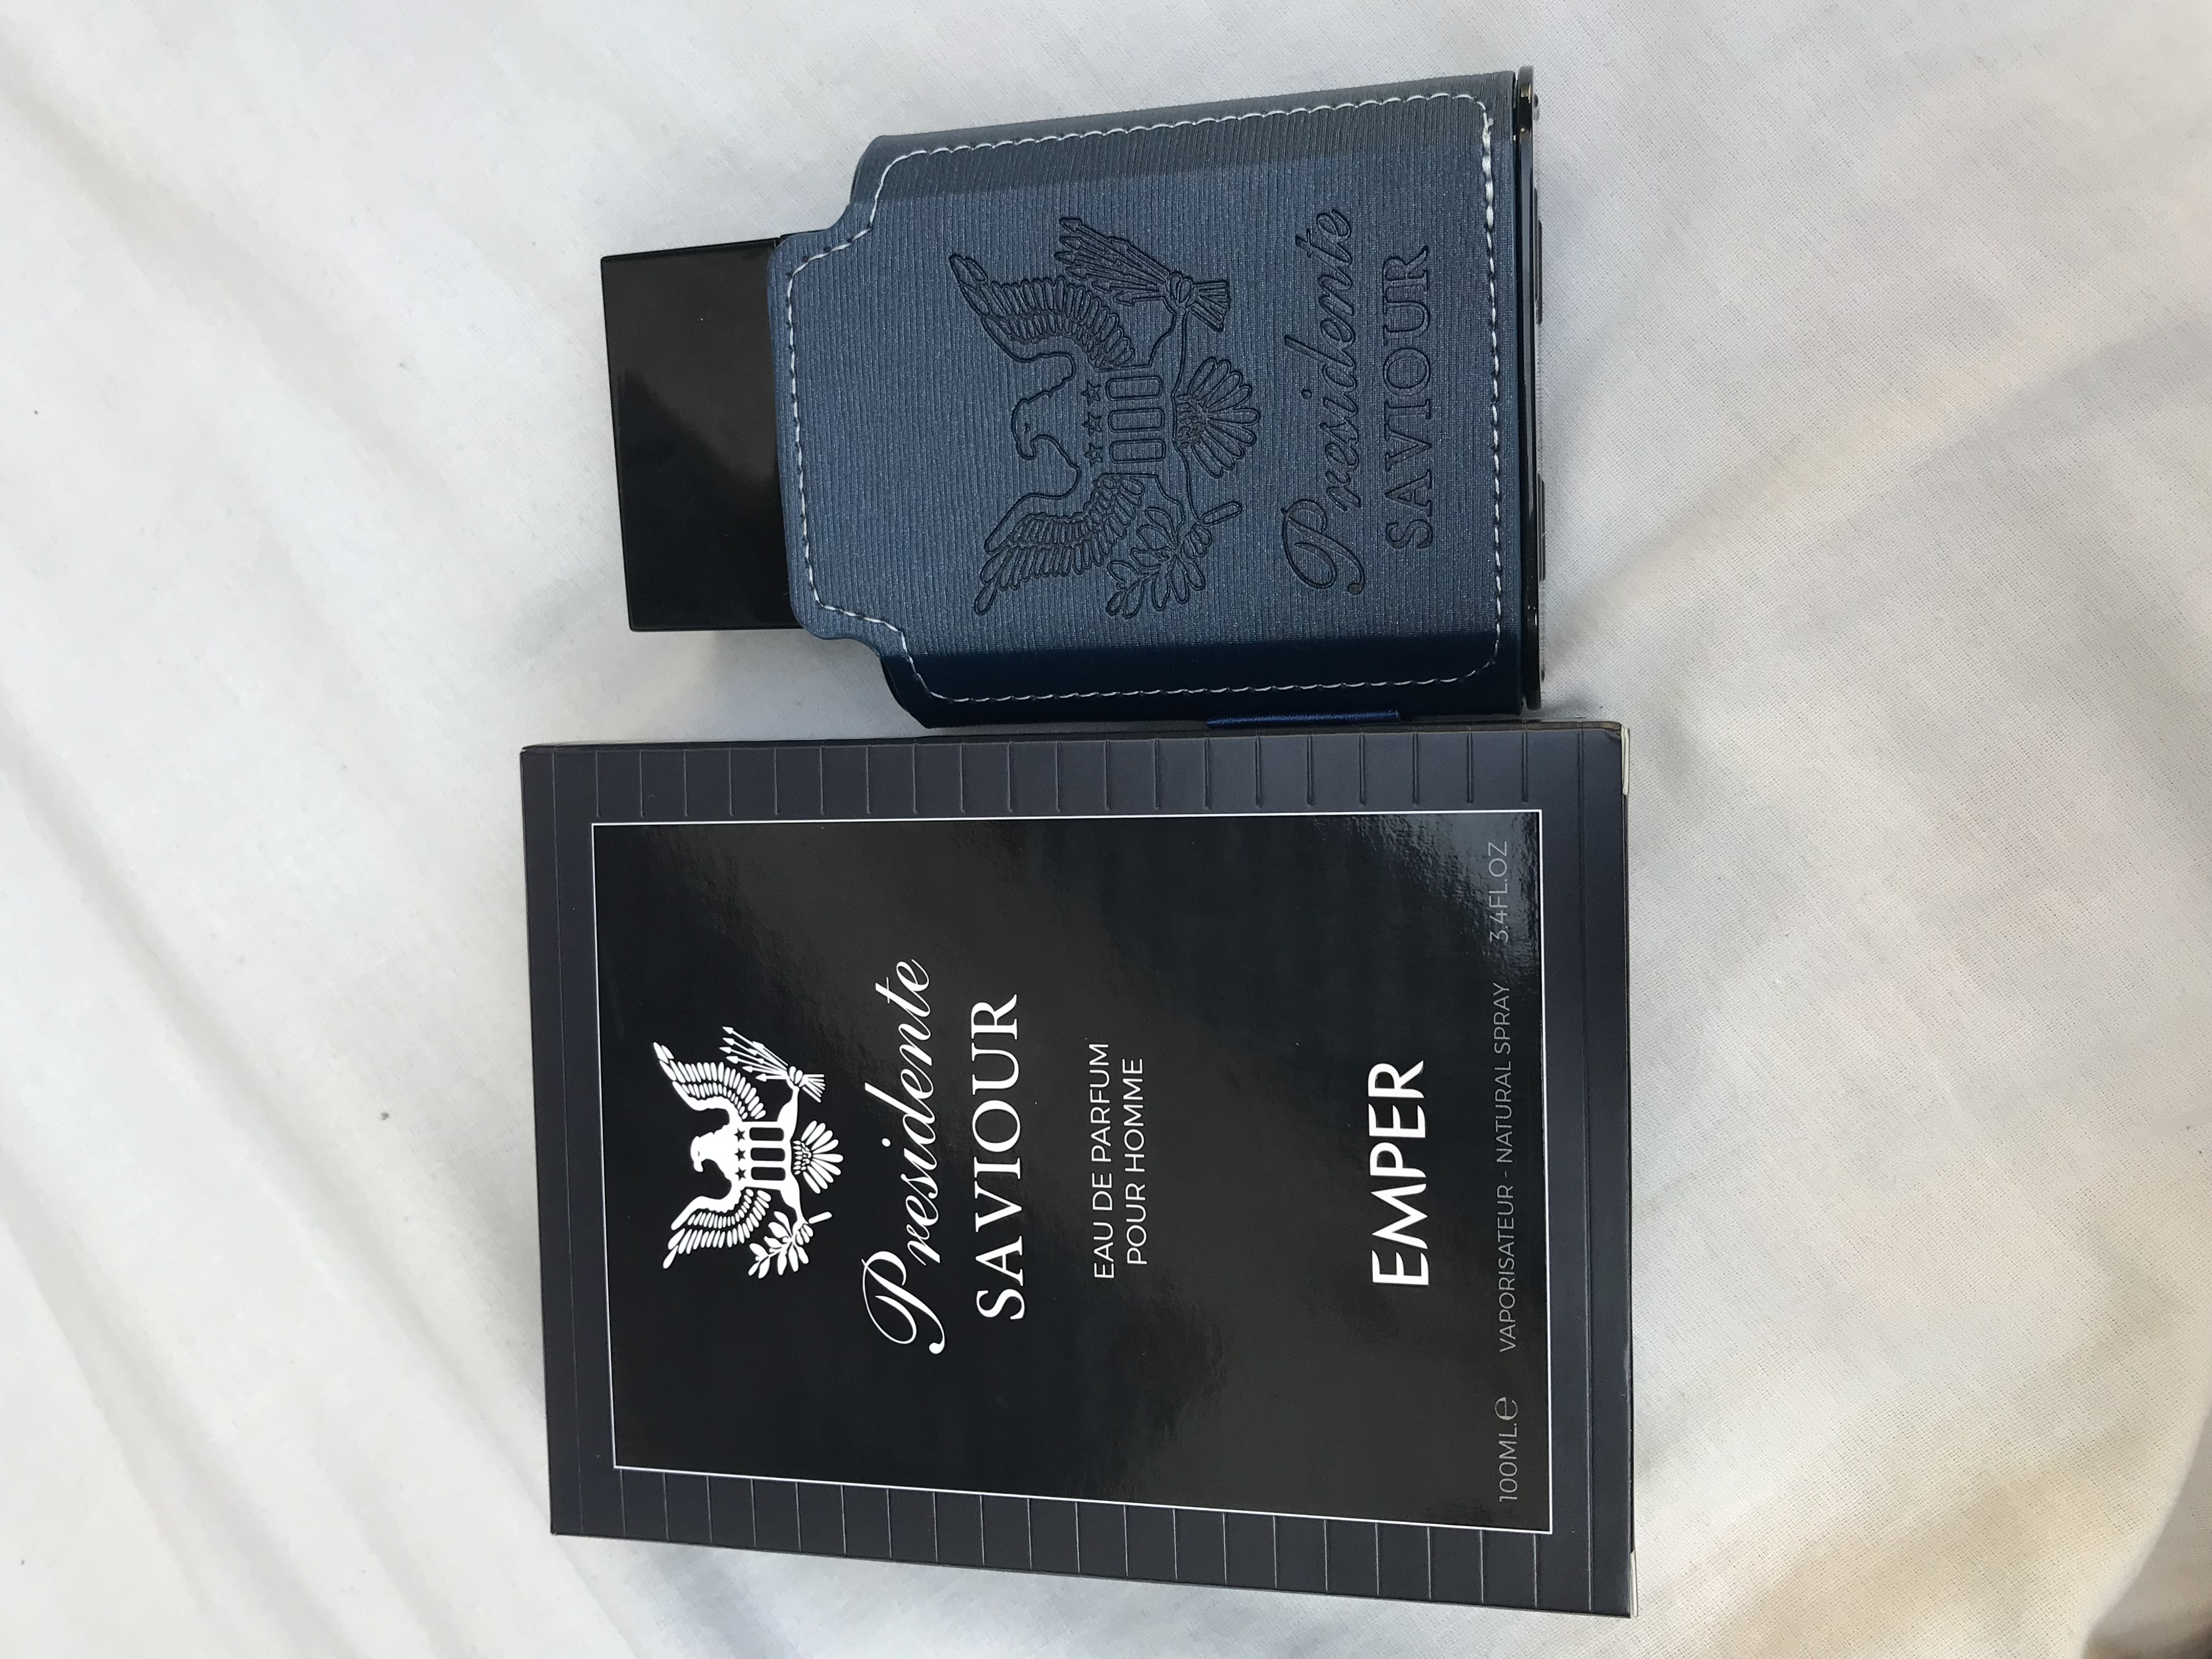 Presidente
SAVIOUR
Presidente
SAVIOUR
EAU DE PARFUM
POUR HOMME
EMPER
100ML.e VAPORISATEUR - NATURAL SPRAY 3.4FL.OZ